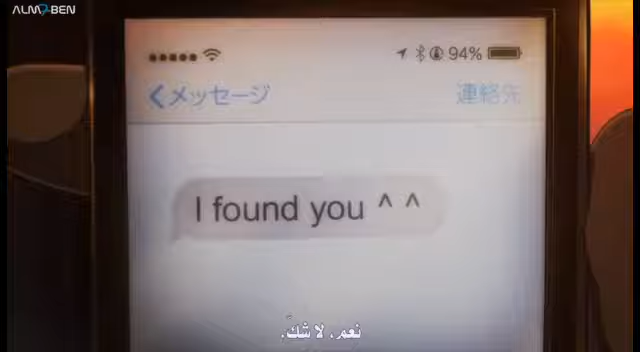 ALMOBEN
94%
メッセージ
連絡先
I found you ^ ^
نعم، لا شكّ،